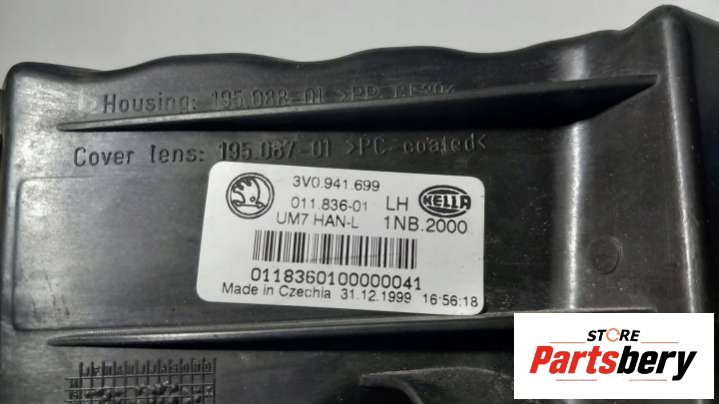 Housing: 195.088-01 >PP
Cover lens: 195.087-01 >PC-coated<
3V0.941.699
011.836-01 LH HELLA
UM7 HAN-L 1NB.2000
0118360100000041
Made in Czechia 31.12.1999 16:56:18
STORE
Partsbery